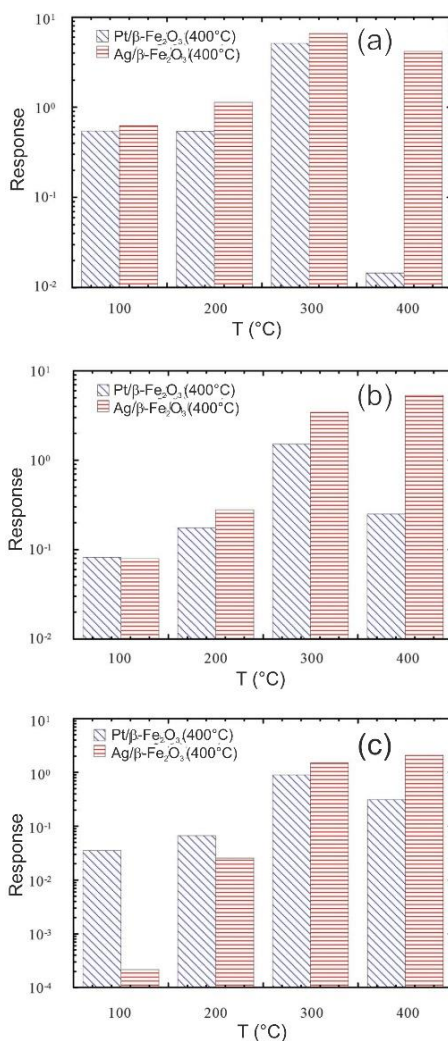 (a)
Pt/β-Fe₂O₃(400°C)
Ag/β-Fe₂O₃(400°C)
10¹
10⁰
10⁻¹
10⁻²
Response
100 200 300 400
T (°C)
(b)
Pt/β-Fe₂O₃(400°C)
Ag/β-Fe₂O₃(400°C)
10¹
10⁰
10⁻¹
10⁻²
Response
100 200 300 400
T (°C)
(c)
Pt/β-Fe₂O₃(400°C)
Ag/β-Fe₂O₃(400°C)
10¹
10⁰
10⁻¹
10⁻²
10⁻³
10⁻⁴
Response
100 200 300 400
T (°C)